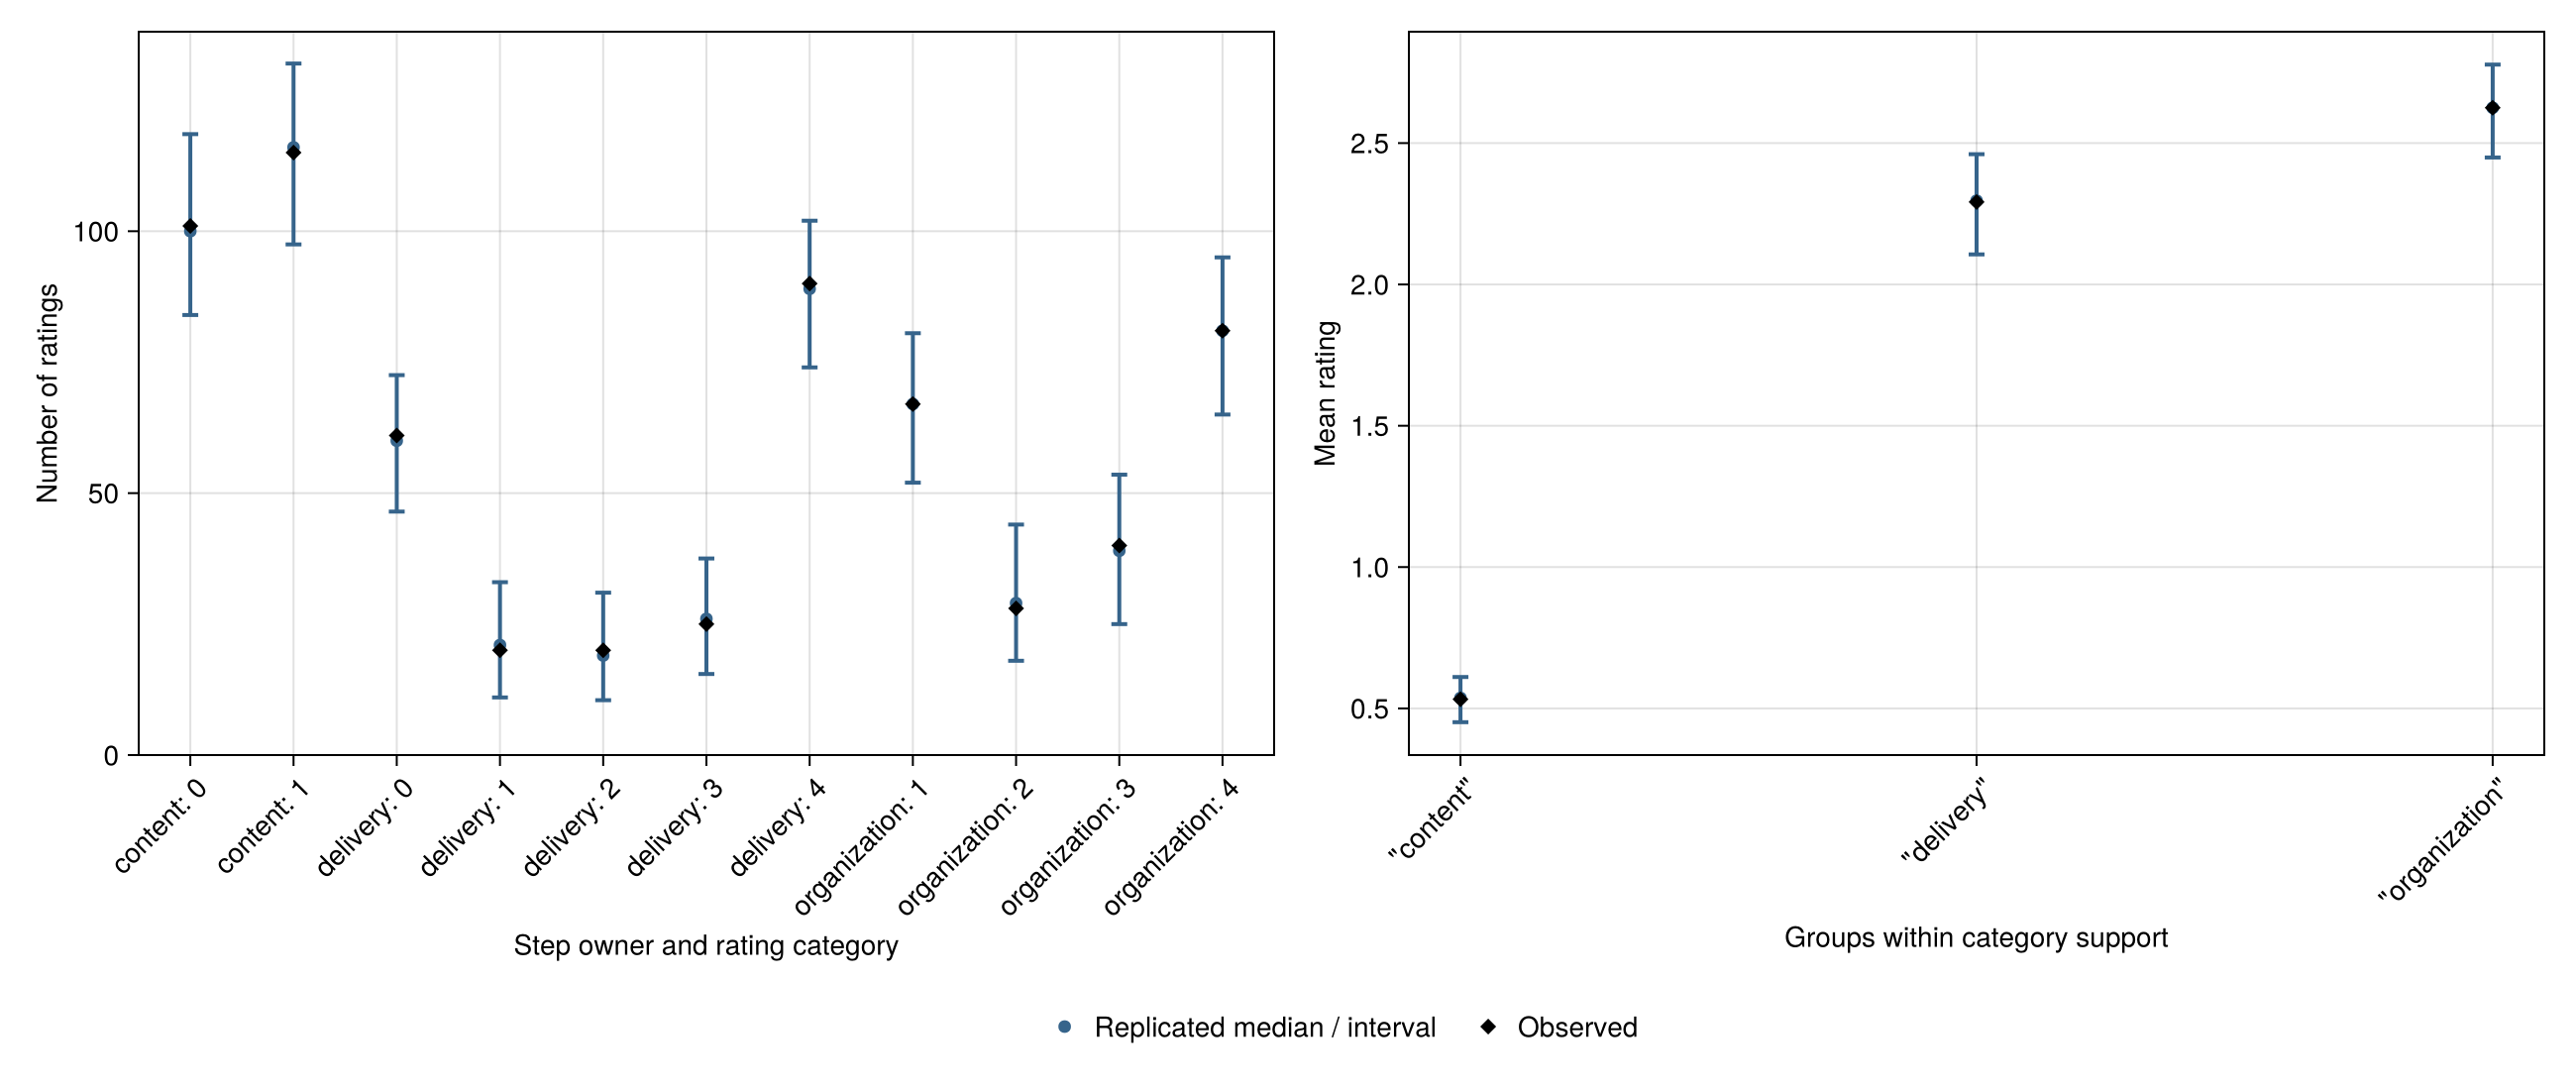 Number of ratings
100
50
0
content: 0
content: 1
delivery: 0
delivery: 1
delivery: 2
delivery: 3
delivery: 4
organization: 1
organization: 2
organization: 3
organization: 4
Step owner and rating category
Mean rating
2.5
2.0
1.5
1.0
0.5
"content"
"delivery"
"organization"
Groups within category support
Replicated median / interval
Observed